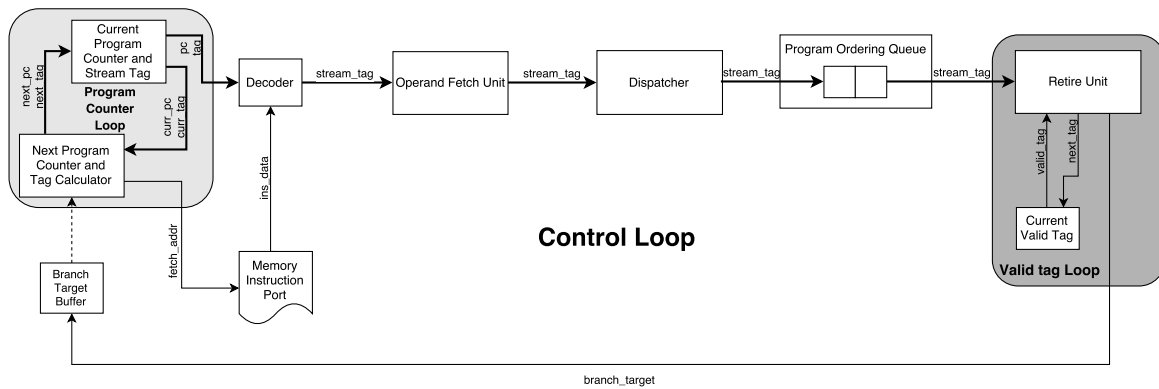 Current
Program
Counter and
Stream Tag
pc
tag
next_pc
next_tag
Program
Counter
Loop
curr_pc
curr_tag
Next Program
Counter and
Tag Calculator
Decoder
stream_tag
Operand Fetch Unit
stream_tag
Dispatcher
stream_tag
Program Ordering Queue
stream_tag
Retire Unit
valid_tag
next_tag
Current
Valid Tag
Valid tag Loop
ins_data
fetch_addr
Control Loop
Branch
Target
Buffer
Memory
Instruction
Port
branch_target